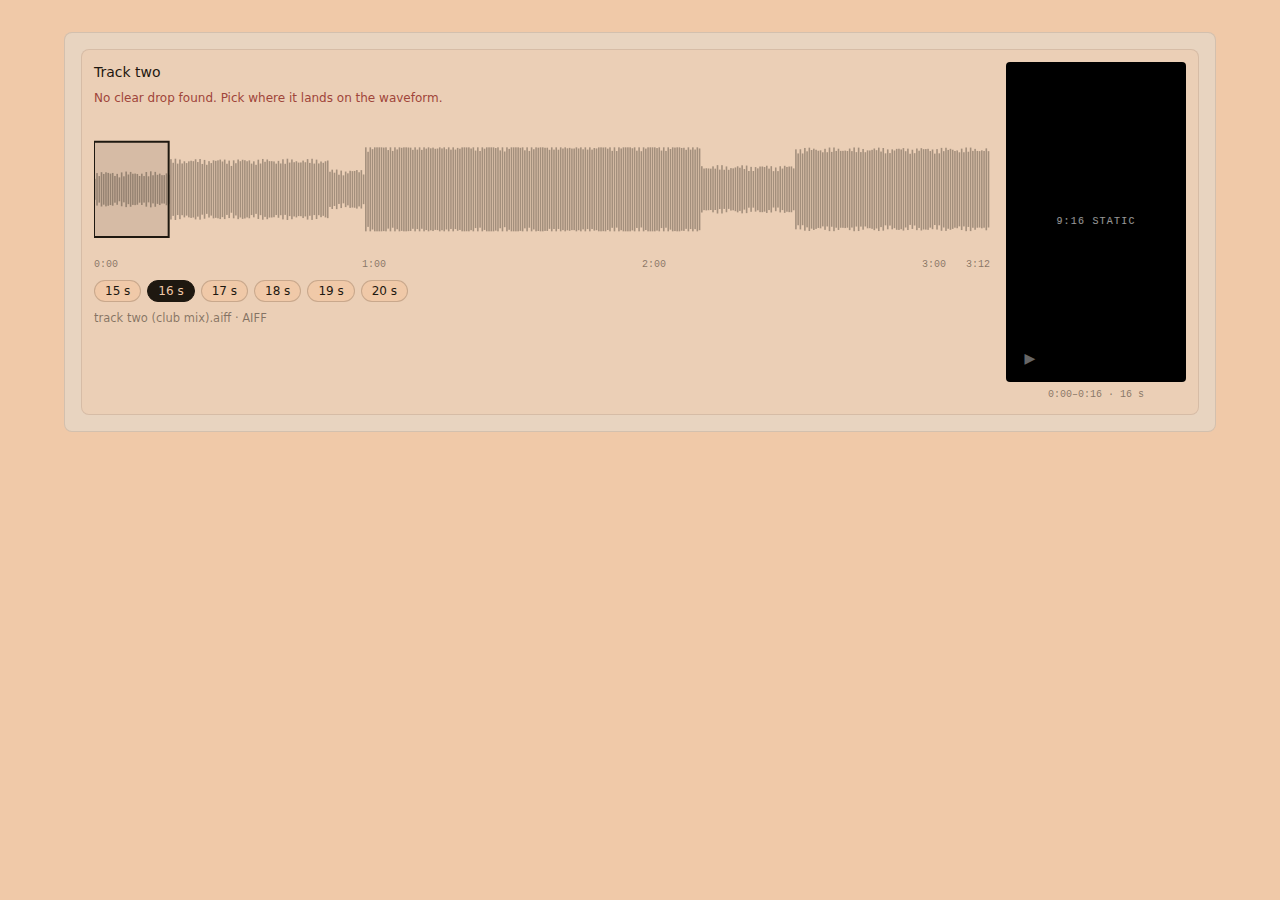 Track two
No clear drop found. Pick where it lands on the waveform.
0:00 1:00 2:00 3:00 3:12
15 s 16 s 17 s 18 s 19 s 20 s
track two (club mix).aiff · AIFF
9:16 STATIC
0:00–0:16 · 16 s